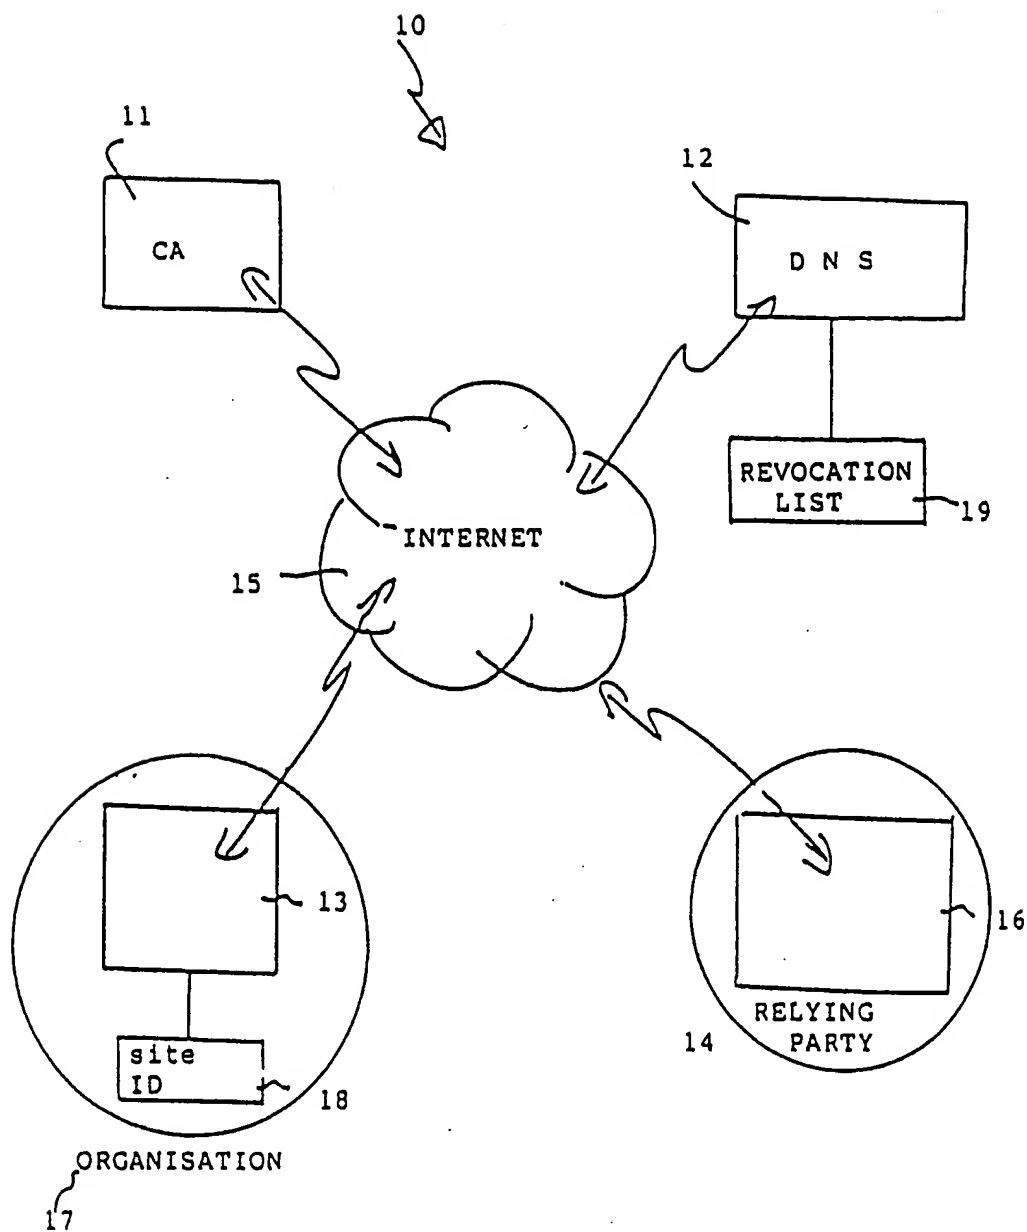 10
11
12
CA
D N S
REVOCATION
LIST
19
INTERNET
15
13
16
RELYING
PARTY
14
site
ID
18
ORGANISATION
17